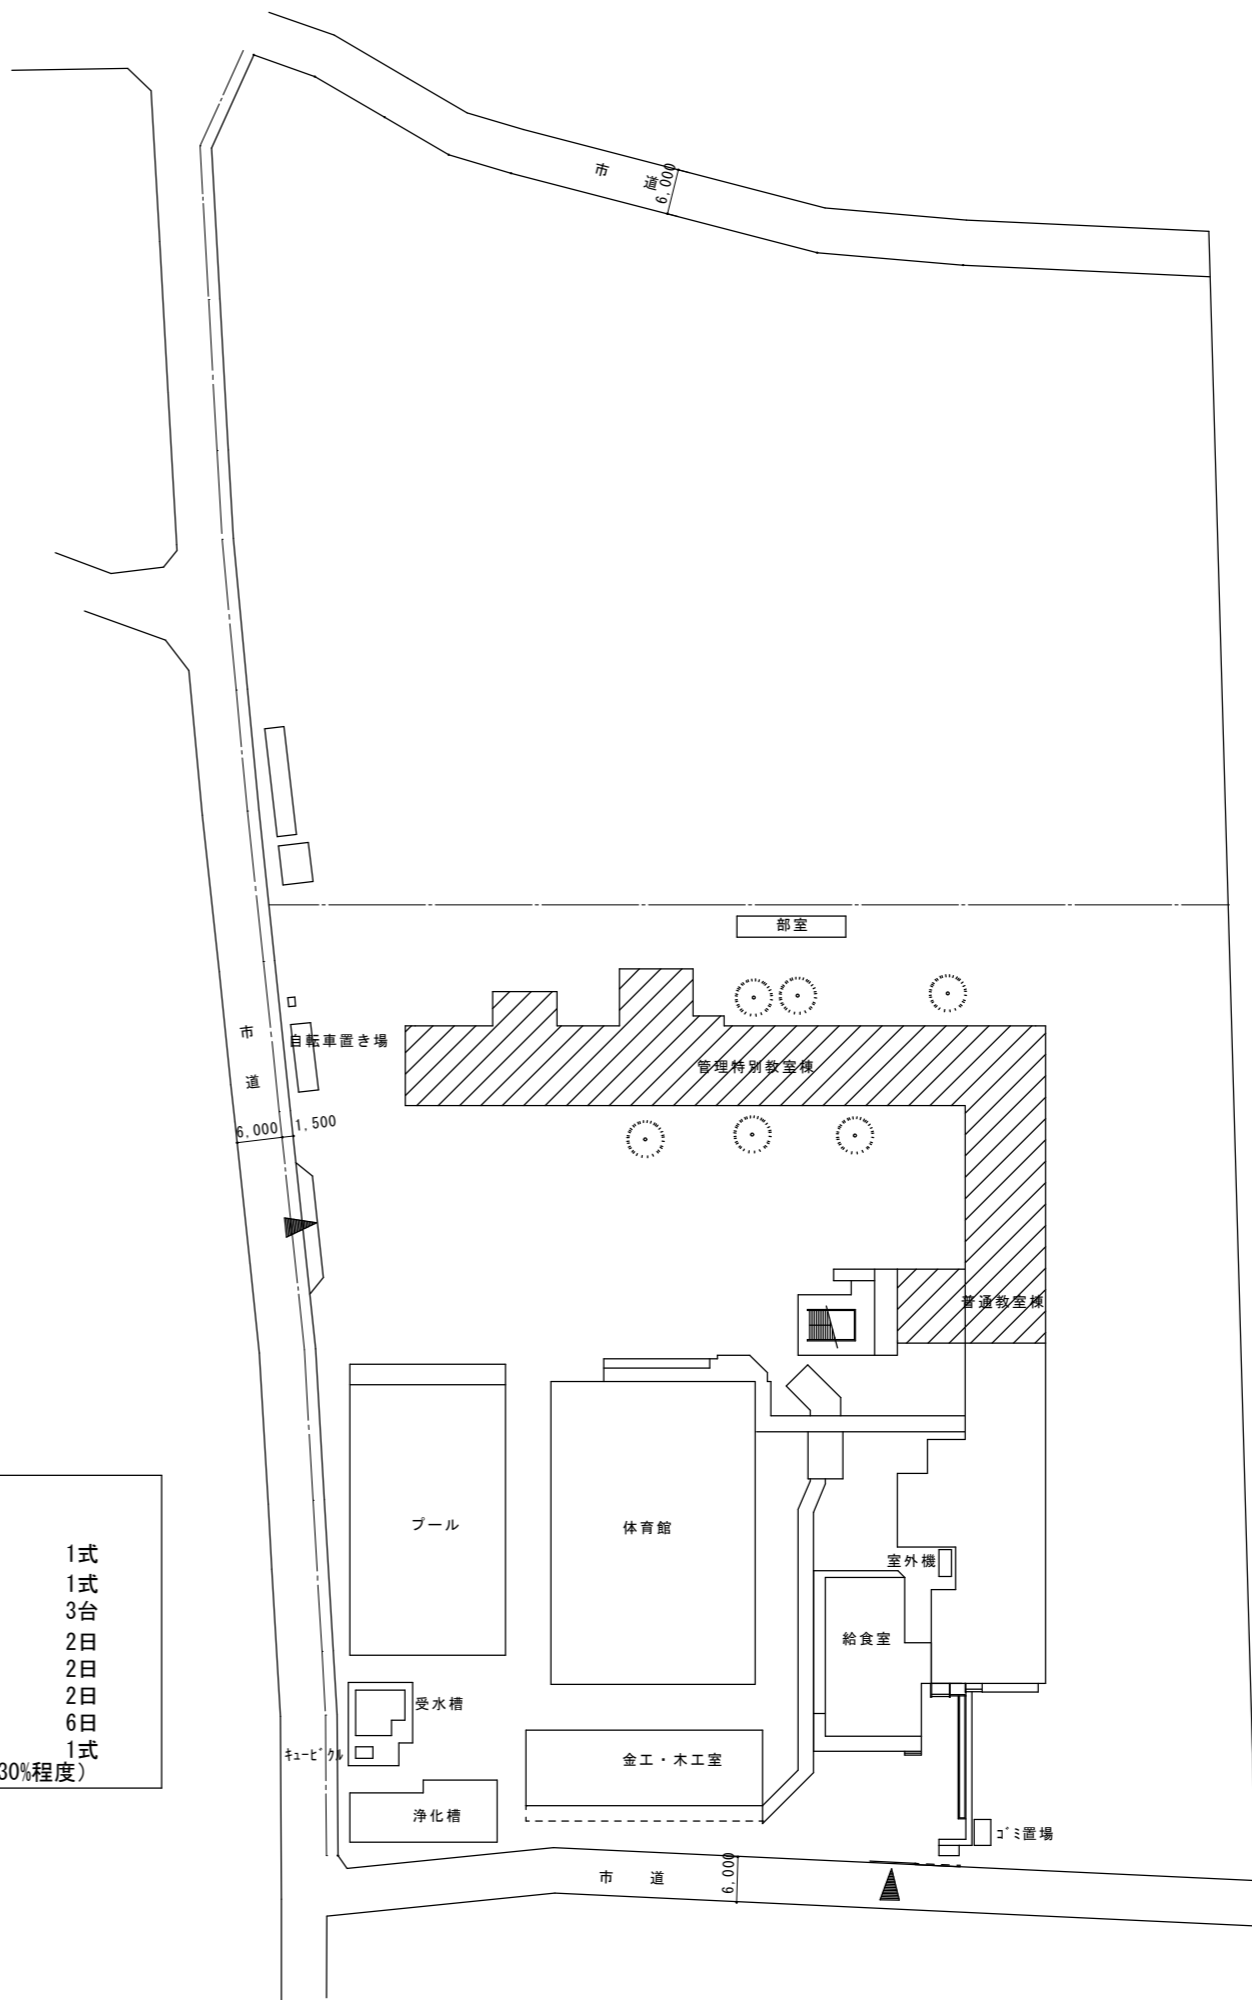 市 道
6,000
部室
市
道
自転車置き場
管理特別教室棟
6,000
1,500
普通教室棟
プール
体育館
室外機
給食室
1式
1式
3台
2日
2日
2日
6日
1式
30%程度）
受水槽
キュービクル
金工・木工室
浄化槽
ゴミ置場
市 道
6,000